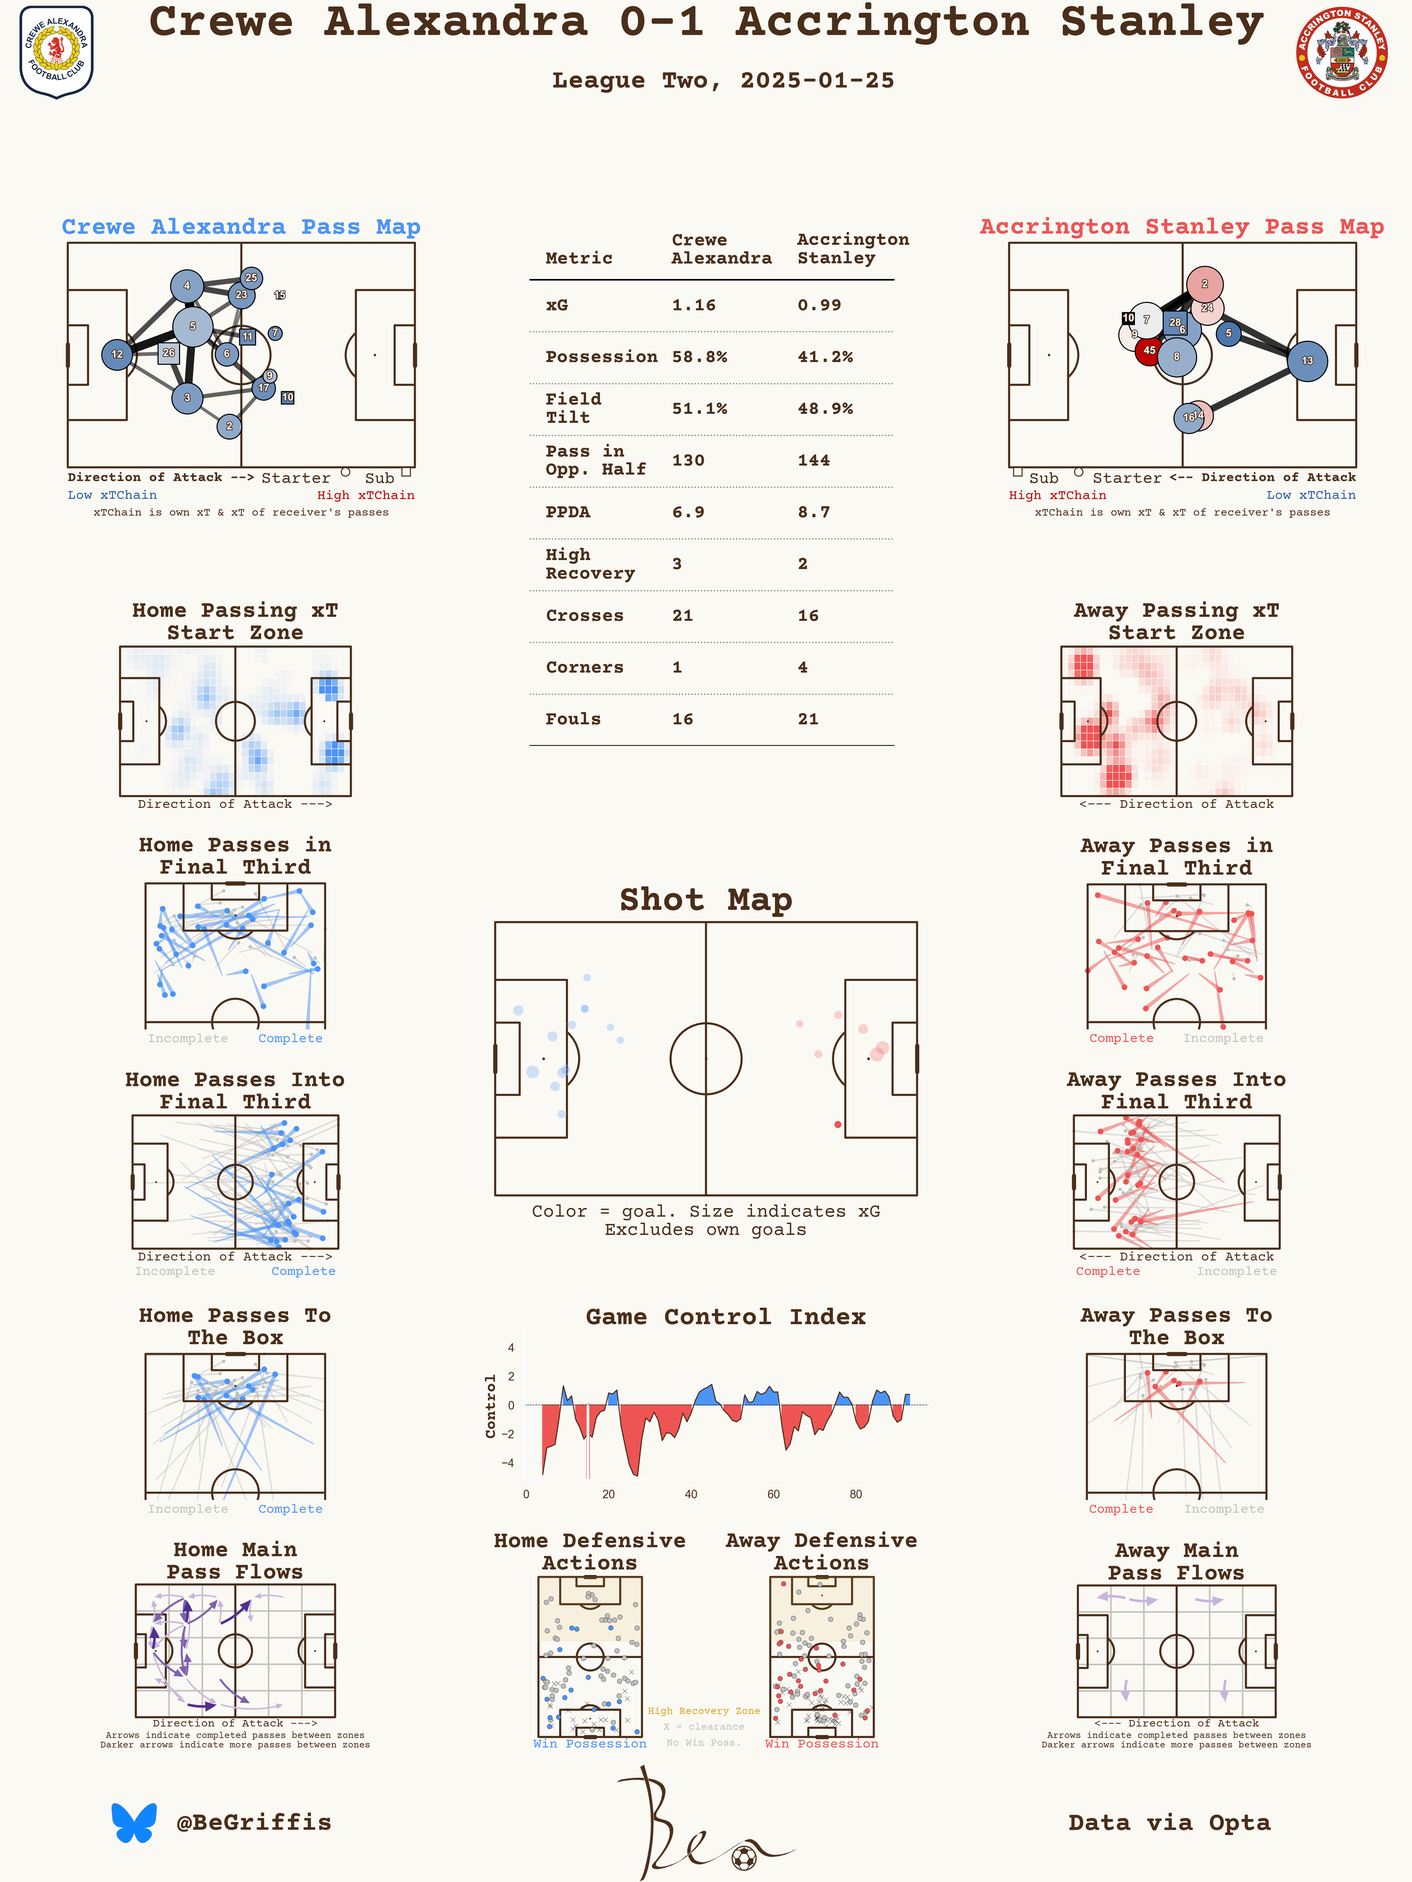 Crewe Alexandra 0-1 Accrington Stanley
League Two, 2025-01-25
CREWE ALEXANDRA
FOOTBALL CLUB
ACCRINGTON STANLEY
FOOTBALL CLUB
Crewe Alexandra Pass Map
4
25
23
15
5
11
7
12
26
6
9
17
3
10
2
Direction of Attack --> Starter Sub
Low xTChain High xTChain
xTChain is own xT & xT of receiver's passes
Metric Crewe Alexandra Accrington Stanley
xG 1.16 0.99
Possession 58.8% 41.2%
Field Tilt 51.1% 48.9%
Pass in Opp. Half 130 144
PPDA 6.9 8.7
High Recovery 3 2
Crosses 21 16
Corners 1 4
Fouls 16 21
Accrington Stanley Pass Map
2
24
10
7
28
6
9
5
45
8
13
16
14
Sub Starter <-- Direction of Attack
High xTChain Low xTChain
xTChain is own xT & xT of receiver's passes
Home Passing xT
Start Zone
Direction of Attack --->
Away Passing xT
Start Zone
<--- Direction of Attack
Home Passes in
Final Third
Incomplete Complete
Away Passes in
Final Third
Complete Incomplete
Shot Map
Color = goal. Size indicates xG
Excludes own goals
Home Passes Into
Final Third
Direction of Attack --->
Incomplete Complete
Away Passes Into
Final Third
<--- Direction of Attack
Complete Incomplete
Home Passes To
The Box
Incomplete Complete
Game Control Index
Control
4
2
0
−2
−4
0 20 40 60 80
Away Passes To
The Box
Complete Incomplete
Home Main
Pass Flows
Direction of Attack --->
Arrows indicate completed passes between zones
Darker arrows indicate more passes between zones
Home Defensive
Actions
Win Possession
High Recovery Zone
X = clearance
No Win Poss.
Away Defensive
Actions
Win Possession
Away Main
Pass Flows
<--- Direction of Attack
Arrows indicate completed passes between zones
Darker arrows indicate more passes between zones
@BeGriffis
Ben
Data via Opta